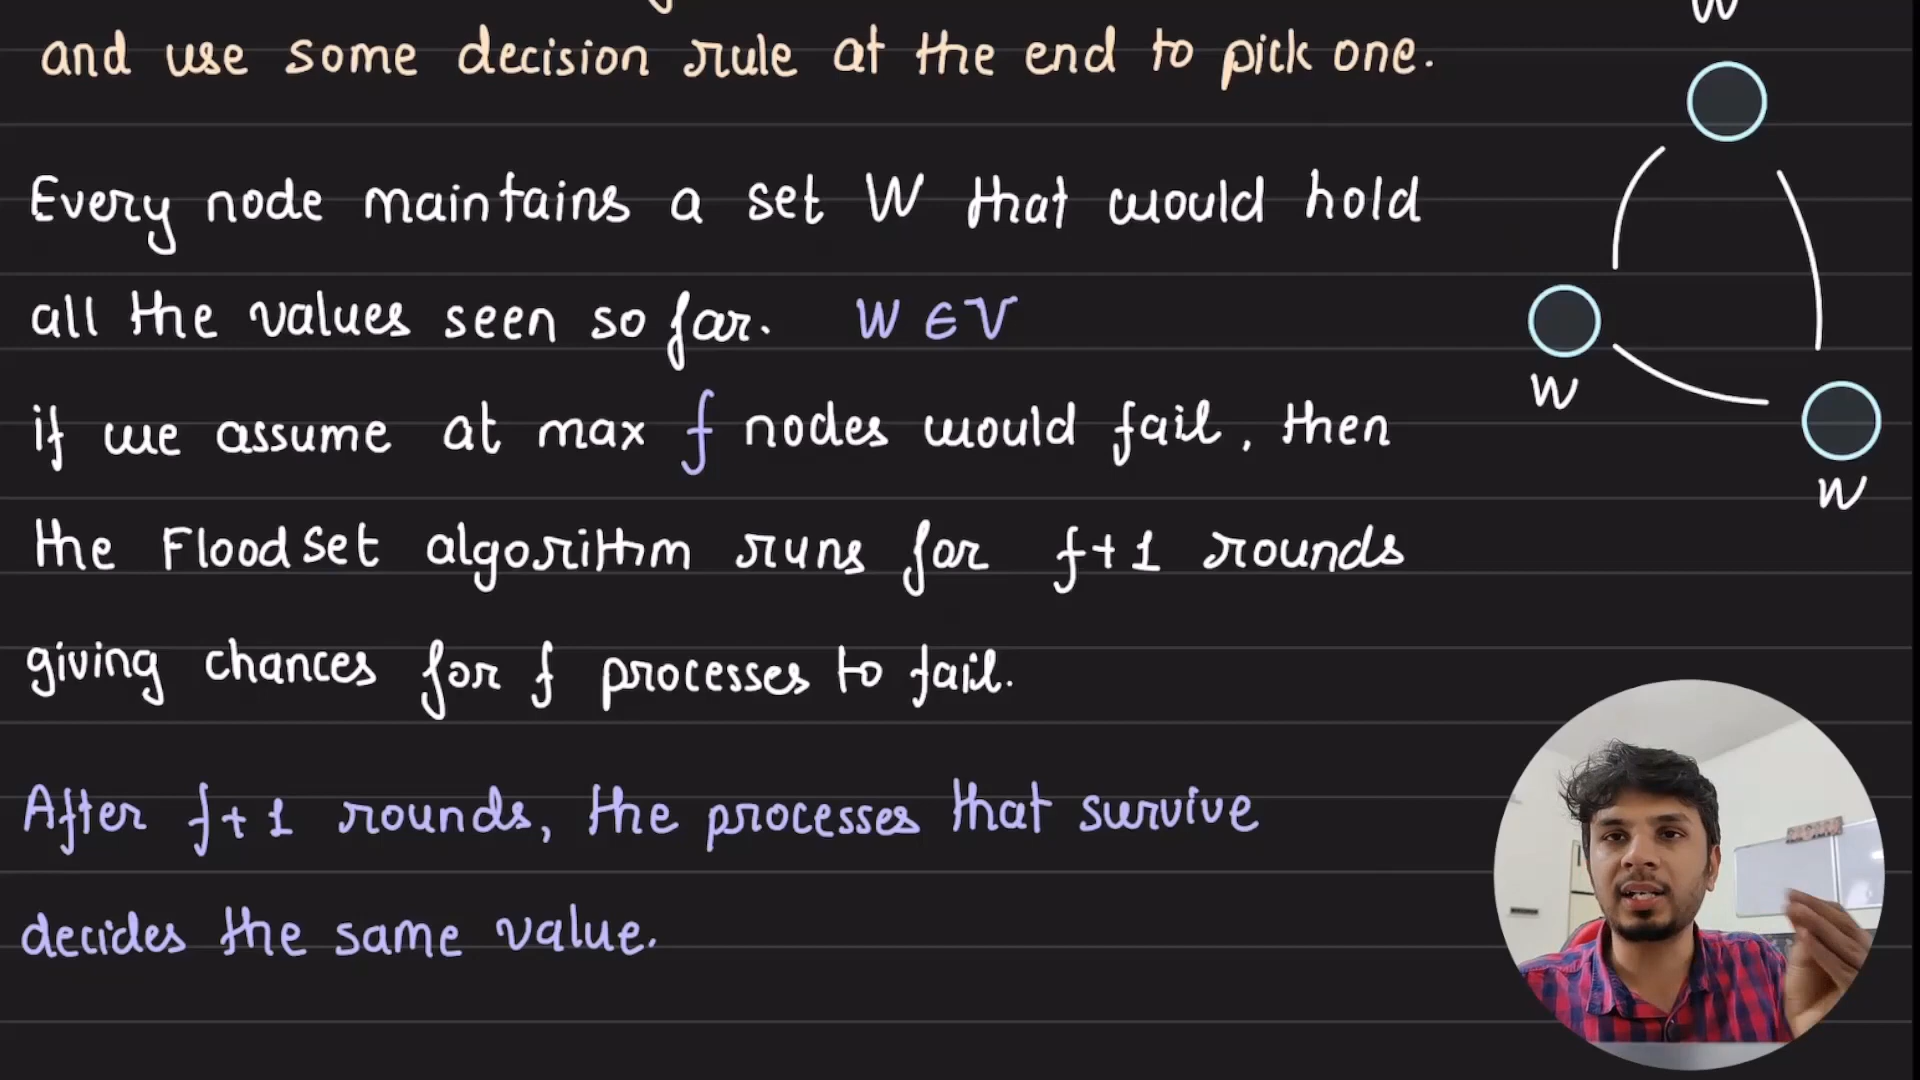 W
and use some decision rule at the end to pick one.
Every node maintains a set W that would hold
all the values seen so far. W ∈ V
W
if we assume at max f nodes would fail, then
W
the FloodSet algorithm runs for f+1 rounds
giving chances for f processes to fail.
After f+1 rounds, the processes that survive
decides the same value.